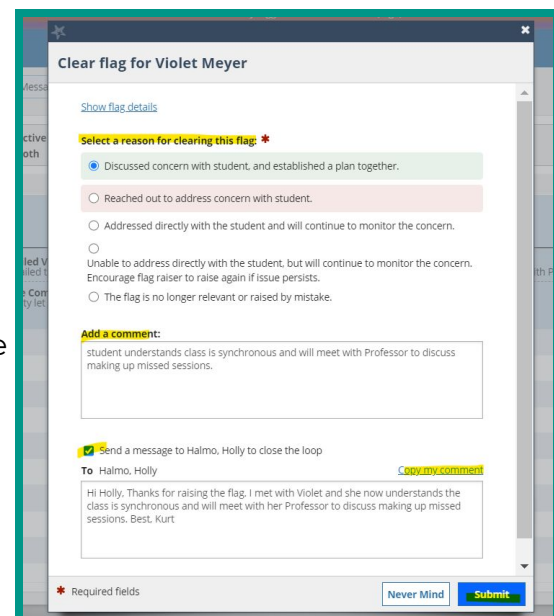 Clear flag for Violet Meyer
Show flag details
Select a reason for clearing this flag: *
Discussed concern with student, and established a plan together.
Reached out to address concern with student.
Addressed directly with the student and will continue to monitor the concern.
Unable to address directly with the student, but will continue to monitor the concern.
Encourage flag raiser to raise again if issue persists.
The flag is no longer relevant or raised by mistake.
Add a comment:
student understands class is synchronous and will meet with Professor to discuss
making up missed sessions.
Send a message to Halmo, Holly to close the loop
To Halmo, Holly
Copy my comment
Hi Holly, Thanks for raising the flag. I met with Violet and she now understands the
class is synchronous and will meet with her Professor to discuss making up missed
sessions. Best, Kurt
* Required fields
Never Mind
Submit